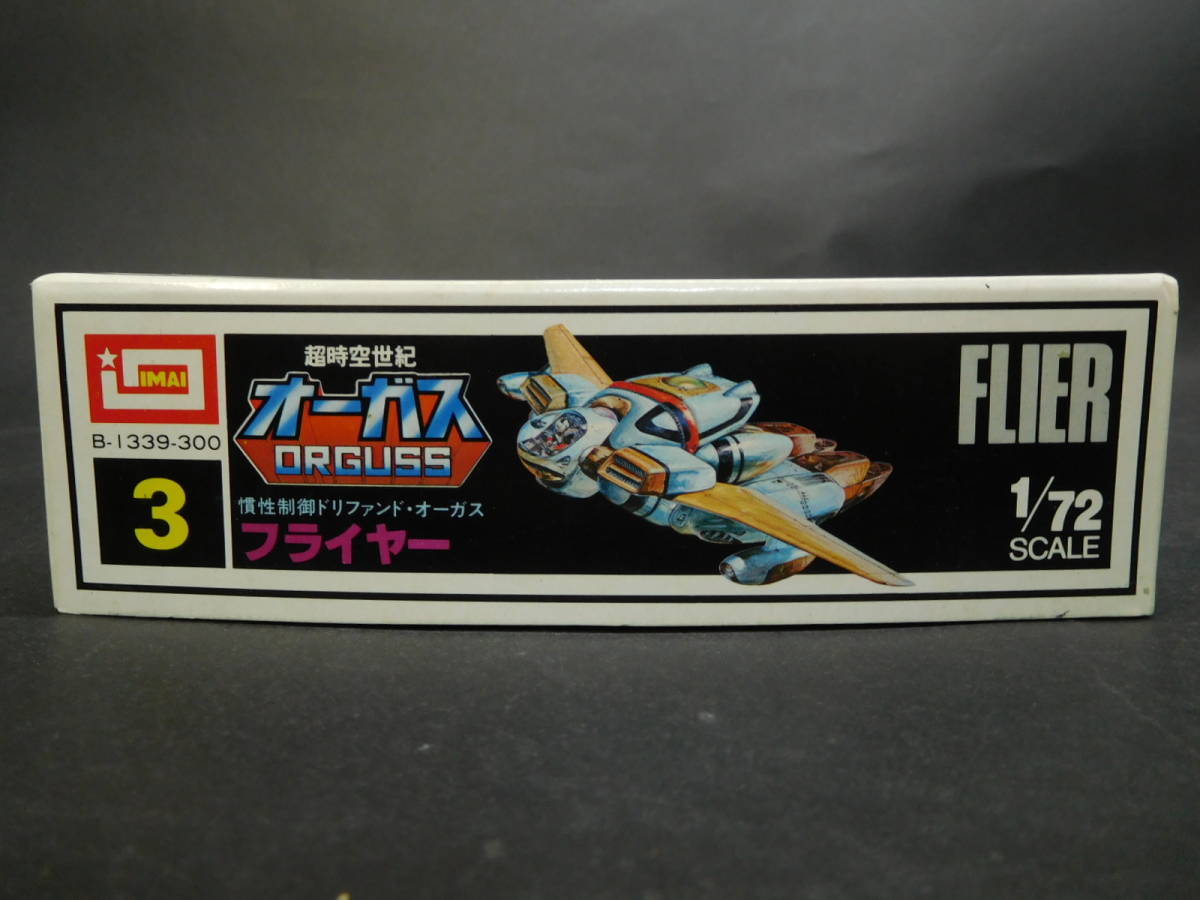 IMAI
B-1339-300
3
超時空世紀
オーガス
ORGUSS
慣性制御ドリファンド・オーガス
フライヤー
FLIER
1/72
SCALE